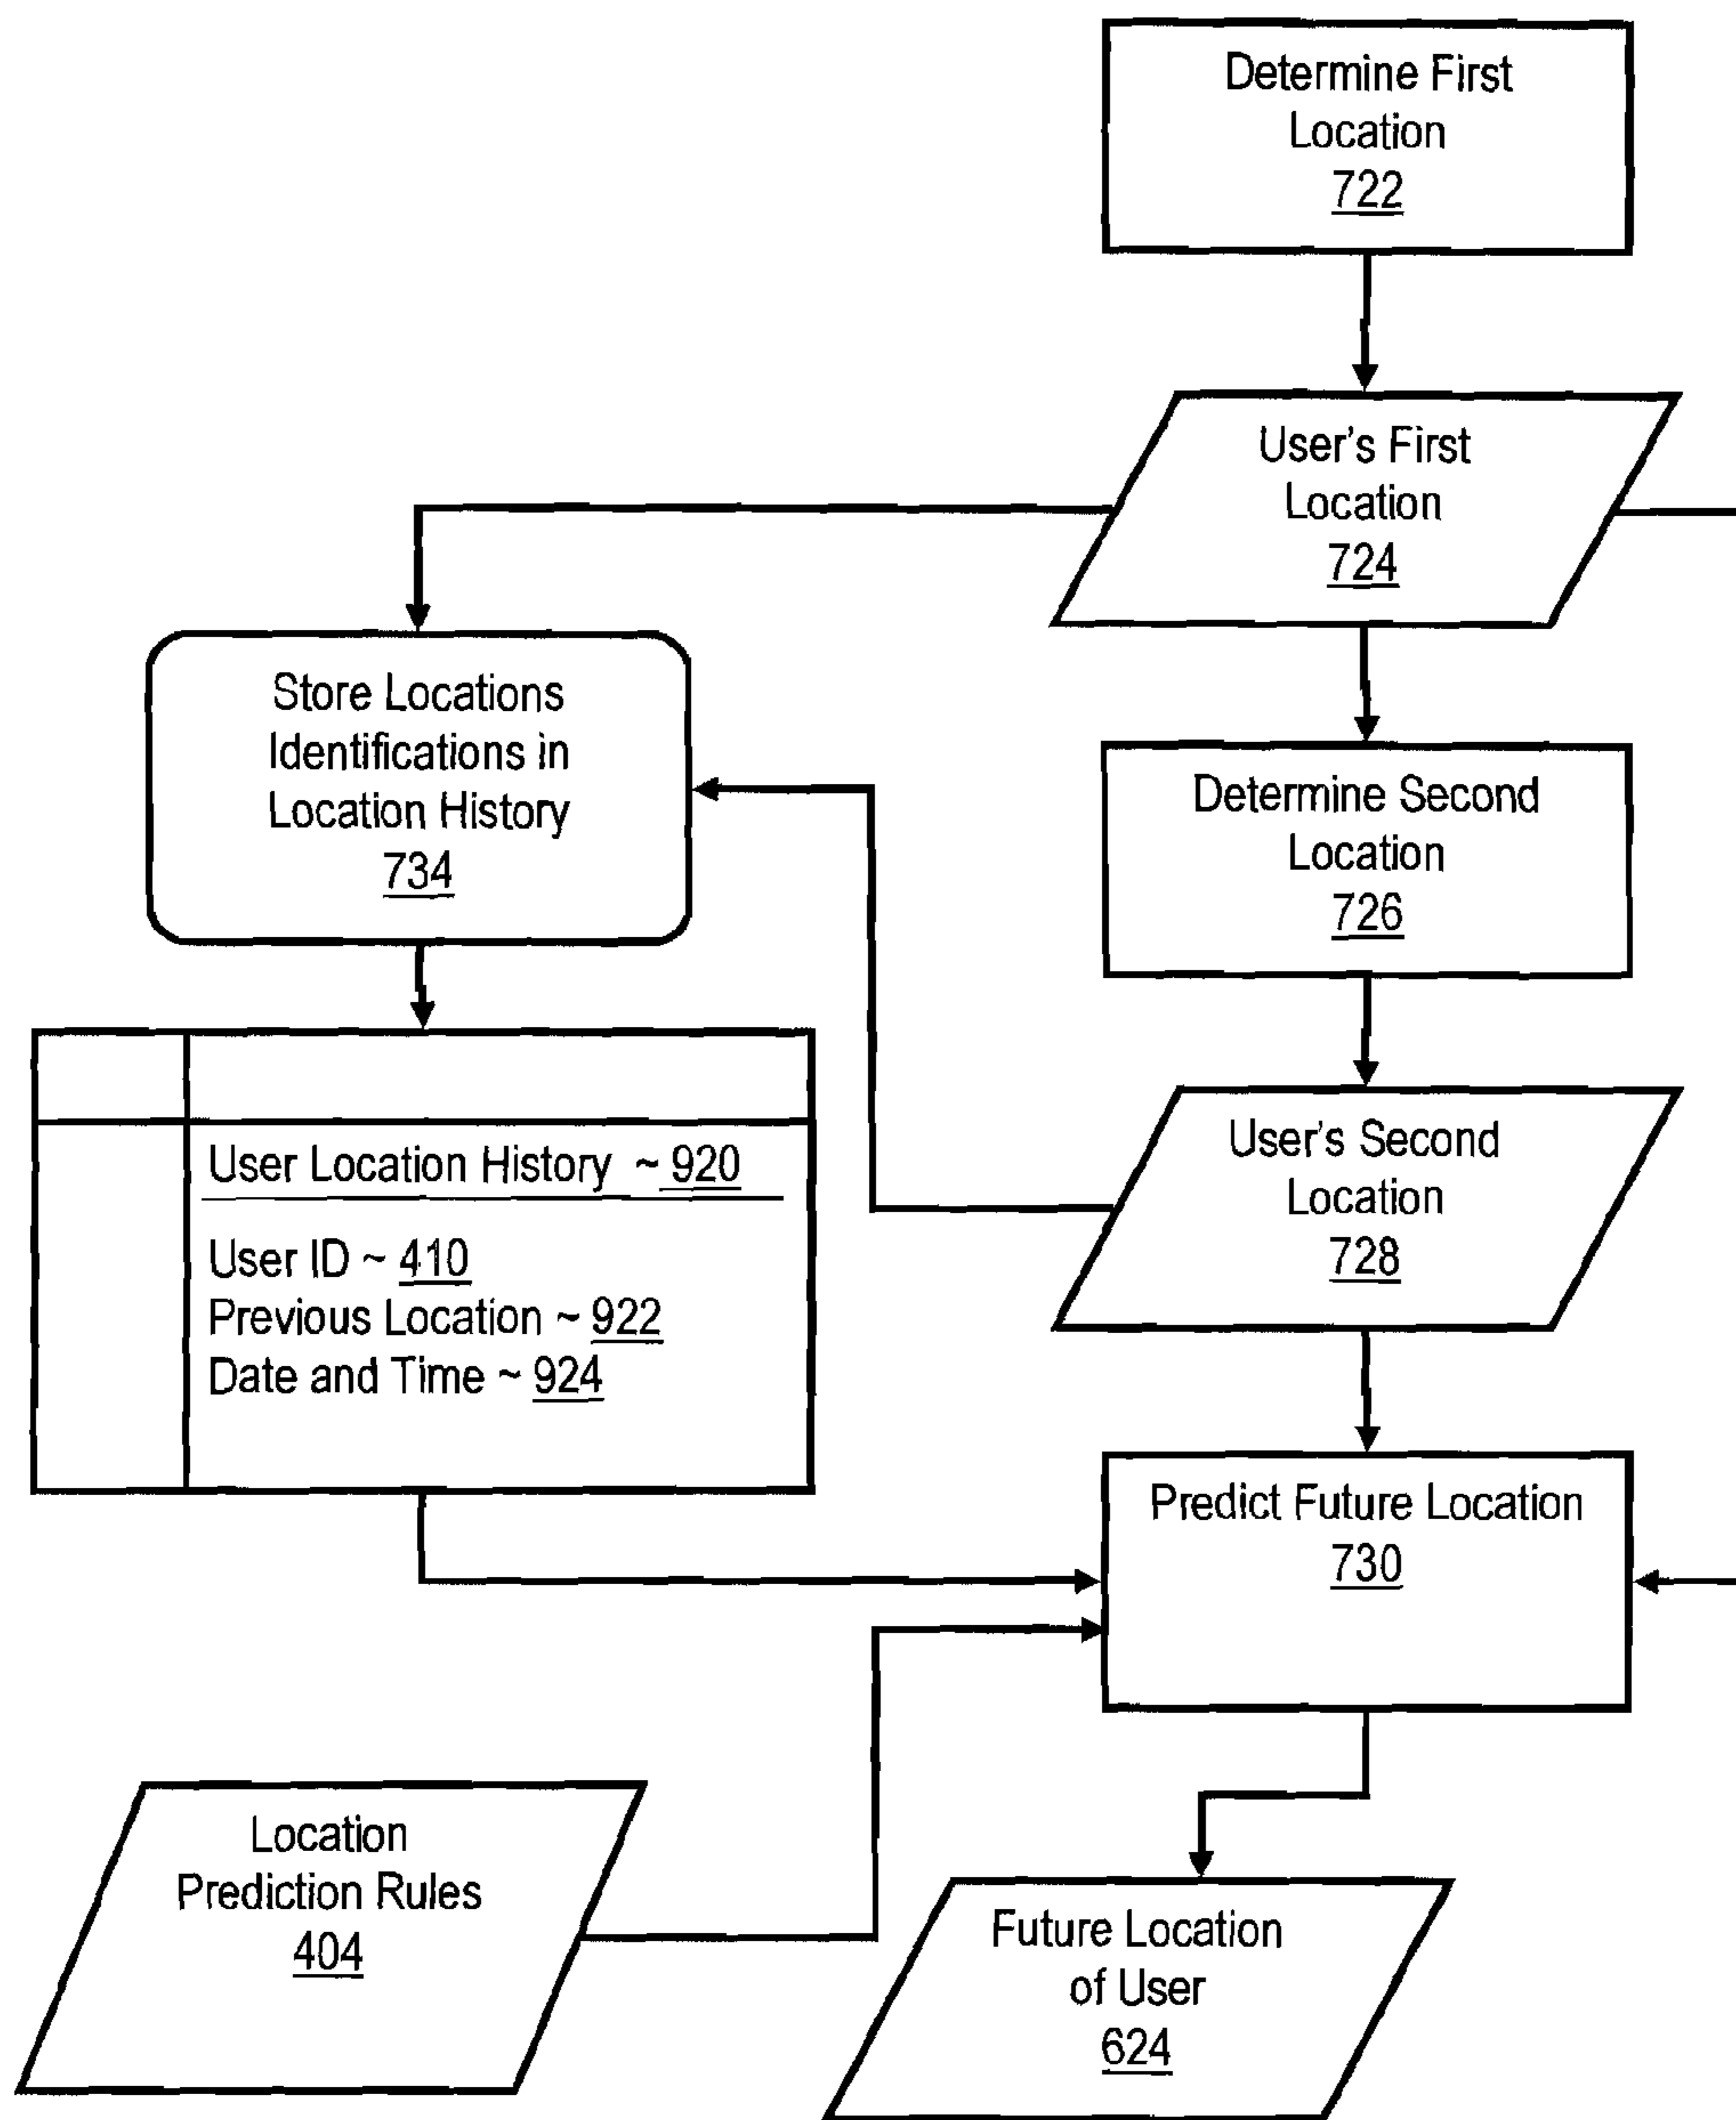 Determine First
Location
722
User's First
Location
724
Store Locations
Identifications in
Location History
734
Determine Second
Location
726
User Location History ~ 920
User ID ~ 410
Previous Location ~ 922
Date and Time ~ 924
User's Second
Location
728
Predict Future Location
730
Location
Prediction Rules
404
Future Location
of User
624